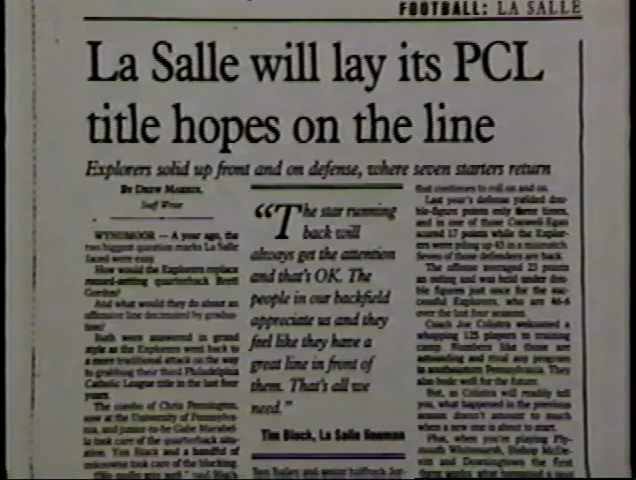 FOOTBALL: LA SALLE
La Salle will lay its PCL
title hopes on the line
Explorers solid up front and on defense, where seven starters return
BY DREW MARKOL
Staff Writer
WYNDMOOR — A year ago, the
two biggest question marks La Salle
faced were easy.
How would the Explorers replace
record-setting quarterback Brett
Gordon?
And what would they do about an
offensive line decimated by gradua-
tion?
Both were answered in grand
style as the Explorers went back to
a more traditional attack on the way
to grabbing their third Philadelphia
Catholic League title in the last four
years.
The combo of Chris Pennington,
now at the University of Pennsylva-
nia, and junior-to-be Gabe Marabel-
la took care of the quarterback situ-
ation. Tim Black and a handful of
unknowns took care of the blocking.
"The star running
back will
always get the attention
and that's OK. The
people in our backfield
appreciate us and they
feel like they have a
great line in front of
them. That's all we
need."
Tim Black, La Salle lineman
that continues to roll on and on.
Last year's defense yielded dou-
ble-figure points only three times,
and in one of those Council-Egan
scored 17 points while the Explor-
ers were piling up 43 in a mismatch.
Seven of those defenders are back.
The offense averaged 25 points
an outing and was held under dou-
ble figures just once for the suc-
cessful Explorers, who are 46-6
over the last four seasons.
Coach Joe Colistra welcomed a
whopping 125 players to training
camp. Numbers like those are
astounding and rival any program
in southeastern Pennsylvania. They
also bode well for the future.
But, as Colistra will readily tell
you, what happened in the previous
season doesn't amount to much
when a new one is about to start.
Plus, when you're playing Ply-
mouth Whitemarsh, Bishop McDe-
vitt and Downingtown the first